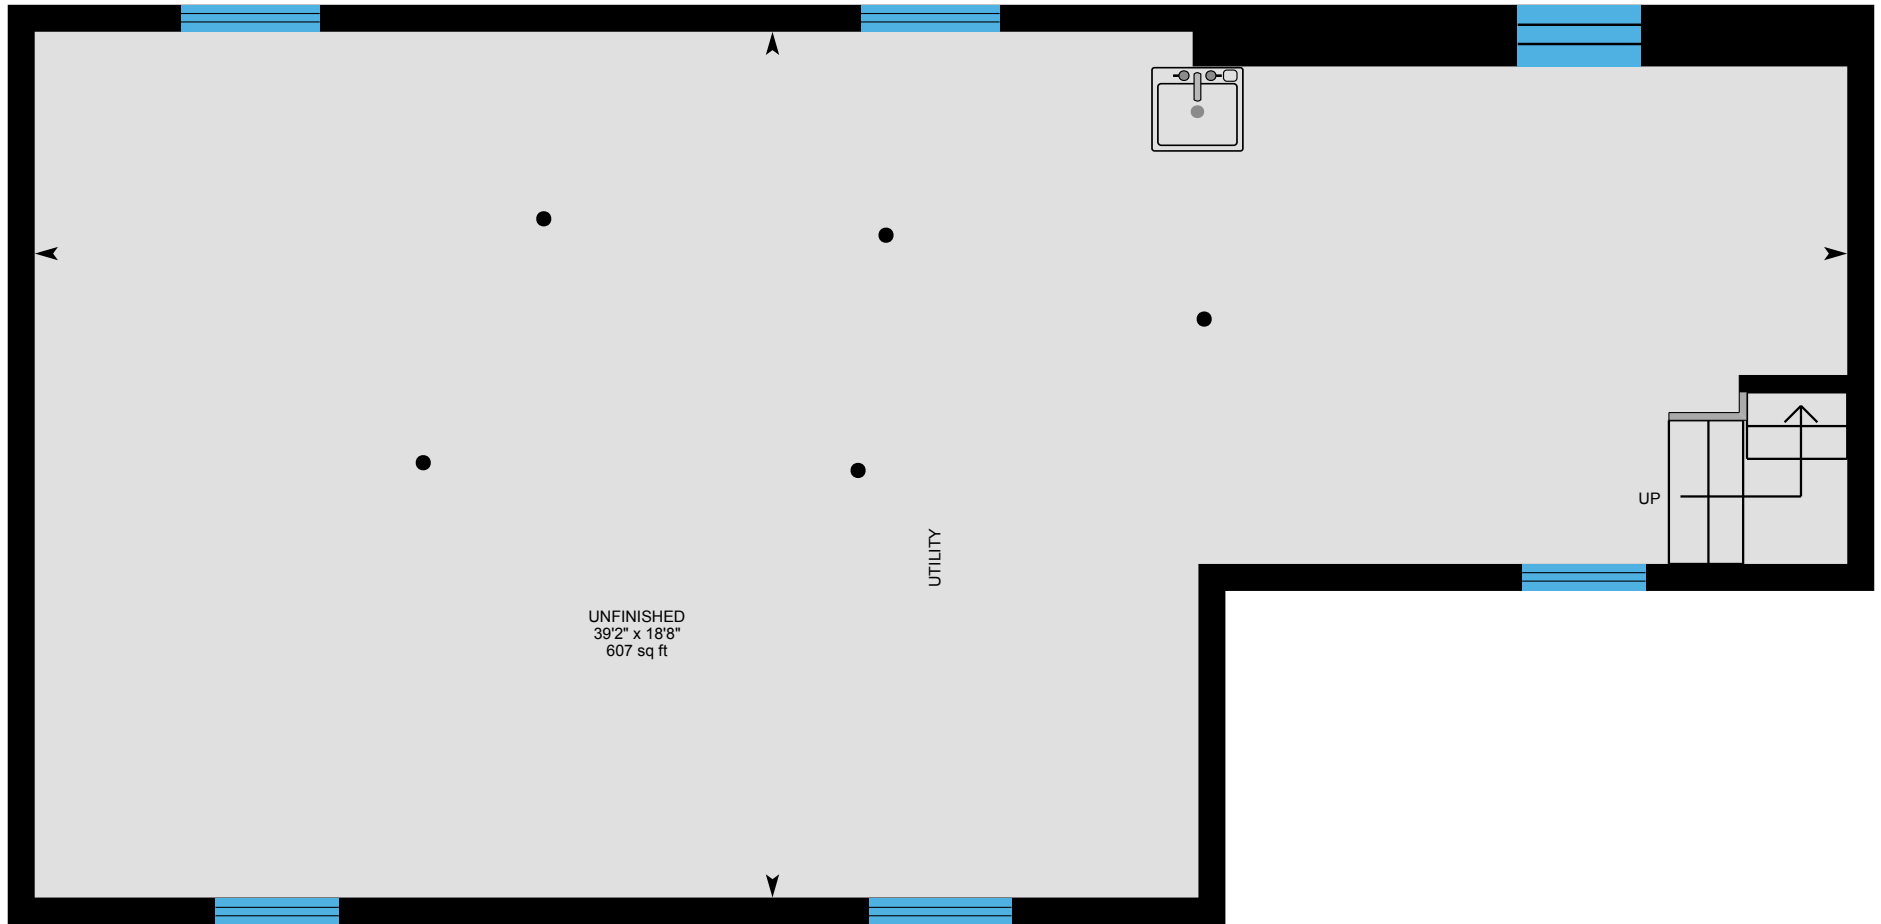 UP
UTILITY
UNFINISHED
39'2" x 18'8"
607 sq ft